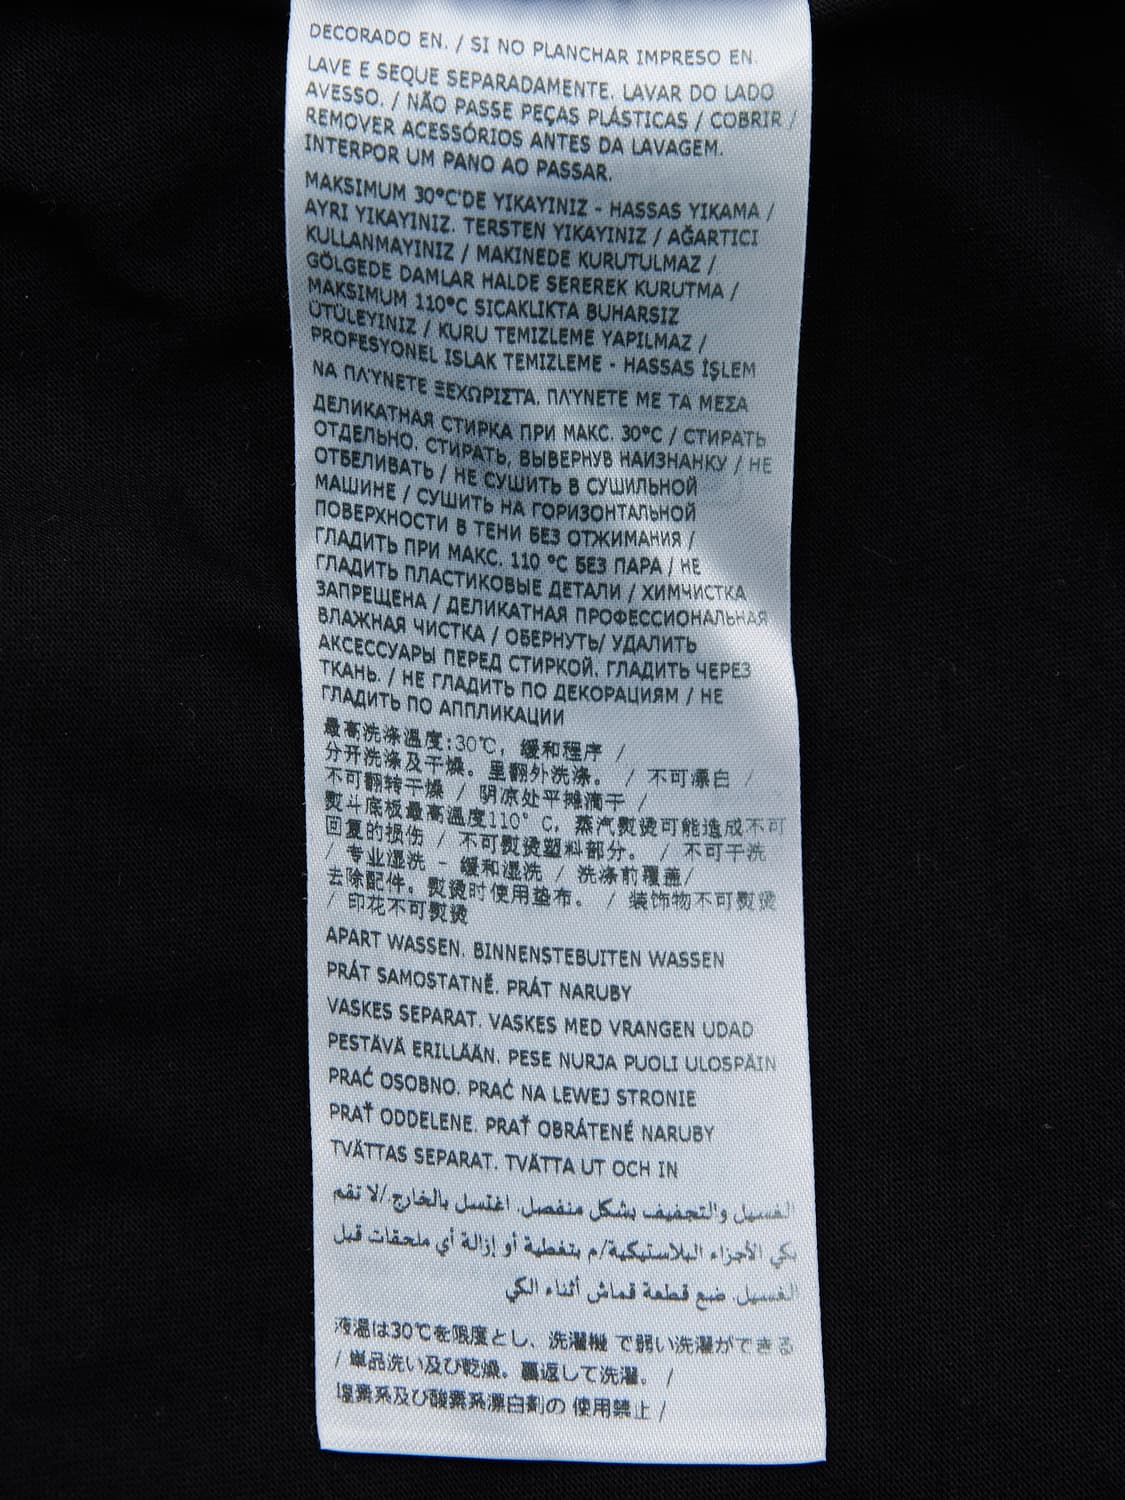 DECORADO EN. / SI NO PLANCHAR IMPRESO EN.
LAVE E SEQUE SEPARADAMENTE. LAVAR DO LADO
AVESSO. / NÃO PASSE PEÇAS PLÁSTICAS / COBRIR /
REMOVER ACESSÓRIOS ANTES DA LAVAGEM.
INTERPOR UM PANO AO PASSAR.
MAKSIMUM 30°C'DE YIKAYINIZ - HASSAS YIKAMA /
AYRI YIKAYINIZ. TERSTEN YIKAYINIZ / AĞARTICI
KULLANMAYINIZ / MAKINEDE KURUTULMAZ /
GÖLGEDE DAMLAR HALDE SEREREK KURUTMA /
MAKSIMUM 110°C SICAKLIKTA BUHARSIZ
ÜTÜLEYINIZ / KURU TEMIZLEME YAPILMAZ /
PROFESYONEL ISLAK TEMIZLEME - HASSAS İŞLEM
ΝΑ ΠΛΎΝΕΤΕ ΞΕΧΩΡΙΣΤΑ. ΠΛΎΝΕΤΕ ΜΕ ΤΑ ΜΕΣΑ
ДЕЛИКАТНАЯ СТИРКА ПРИ МАКС. 30°C / СТИРАТЬ
ОТДЕЛЬНО. СТИРАТЬ, ВЫВЕРНУВ НАИЗНАНКУ / НЕ
ОТБЕЛИВАТЬ / НЕ СУШИТЬ В СУШИЛЬНОЙ
МАШИНЕ / СУШИТЬ НА ГОРИЗОНТАЛЬНОЙ
ПОВЕРХНОСТИ В ТЕНИ БЕЗ ОТЖИМАНИЯ /
ГЛАДИТЬ ПРИ МАКС. 110 °C БЕЗ ПАРА / НЕ
ГЛАДИТЬ ПЛАСТИКОВЫЕ ДЕТАЛИ / ХИМЧИСТКА
ЗАПРЕЩЕНА / ДЕЛИКАТНАЯ ПРОФЕССИОНАЛЬНАЯ
ВЛАЖНАЯ ЧИСТКА / ОБЕРНУТЬ/ УДАЛИТЬ
АКСЕССУАРЫ ПЕРЕД СТИРКОЙ. ГЛАДИТЬ ЧЕРЕЗ
ТКАНЬ. / НЕ ГЛАДИТЬ ПО ДЕКОРАЦИЯМ / НЕ
ГЛАДИТЬ ПО АППЛИКАЦИИ
最高洗涤温度:30℃, 缓和程序 /
分开洗涤及干燥。里翻外洗涤。 / 不可漂白 /
不可翻转干燥 / 阴凉处平摊滴干 /
熨斗底板最高温度110° C, 蒸汽熨烫可能造成不可
回复的损伤 / 不可熨烫塑料部分。 / 不可干洗
/ 专业湿洗 - 缓和湿洗 / 洗涤前覆盖/
去除配件。熨烫时使用垫布。 / 装饰物不可熨烫
/ 印花不可熨烫
APART WASSEN. BINNENSTEBUITEN WASSEN
PRÁT SAMOSTATNĚ. PRÁT NARUBY
VASKES SEPARAT. VASKES MED VRANGEN UDAD
PESTÄVÄ ERILLÄÄN. PESE NURJA PUOLI ULOSPÄIN
PRAĆ OSOBNO. PRAĆ NA LEWEJ STRONIE
PRAŤ ODDELENE. PRAŤ OBRÁTENÉ NARUBY
TVÄTTAS SEPARAT. TVÄTTA UT OCH IN
الغسيل والتجفيف بشكل منفصل. اغتسل بالخارج./لا تقم
بكي الأجزاء البلاستيكية/م بتغطية أو إزالة أي ملحقات قبل
الغسيل. ضع قطعة قماش أثناء الكي
液温は30℃を限度とし、洗濯機 で弱い洗濯ができる
/ 単品洗い及び乾燥。裏返して洗濯。 /
塩素系及び酸素系漂白剤の 使用禁止 /